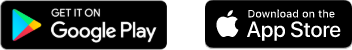 GET IT ON
Google Play
Download on the
App Store